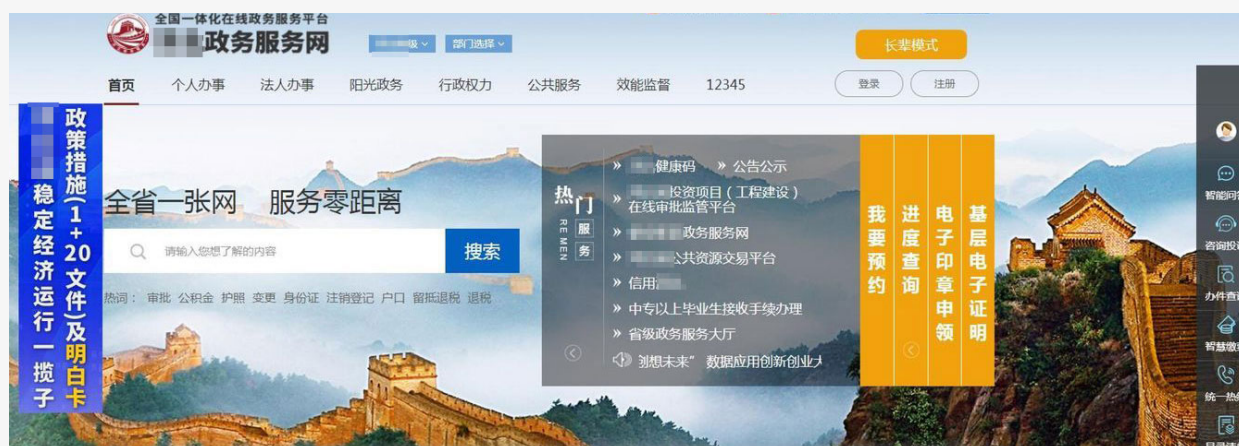 全国一体化在线政务服务平台
政务服务网
级
部门选择
长辈模式
首页 个人办事 法人办事 阳光政务 行政权力 公共服务 效能监督 12345
登录 注册
政策措施(1+20文件)及明白卡
稳定经济运行一揽子
全省一张网 服务零距离
请输入您想了解的内容
搜索
热词： 审批 公积金 护照 变更 身份证 注销登记 户口 留抵退税 退税
热门
RE MEN
服务
» 健康码 » 公告公示
» 投资项目（工程建设）
在线审批监管平台
» 政务服务网
» 公共资源交易平台
» 信用
» 中专以上毕业生接收手续办理
» 省级政务服务大厅
创想未来” 数据应用创新创业
我要预约
进度查询
电子印章申领
基层电子证明
智能问答
咨询投诉
办件查询
智慧缴
统一热